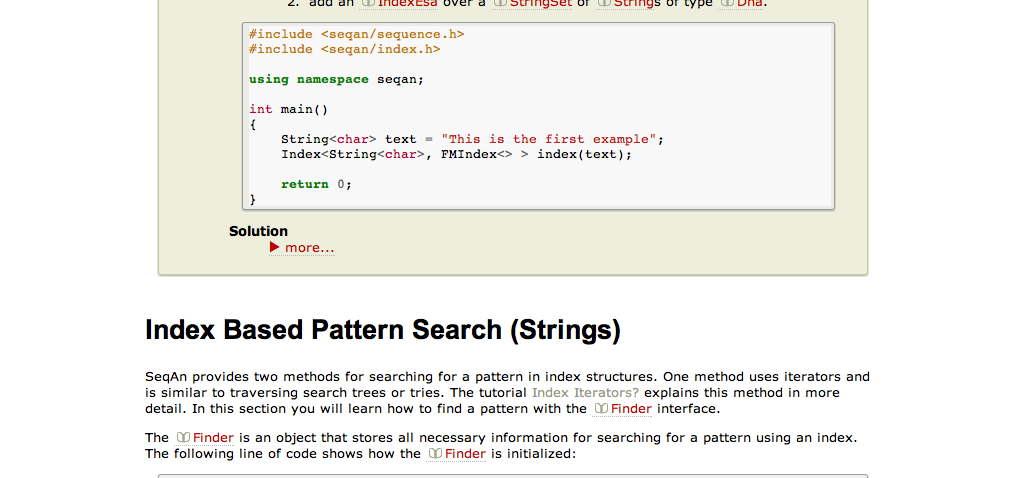 2. add an IndexEsa over a StringSet of Strings of type Dna.
#include <seqan/sequence.h>
#include <seqan/index.h>
using namespace seqan;
int main()
{
String<char> text = "This is the first example";
Index<String<char>, FMIndex<> > index(text);
return 0;
}
Solution
more...
Index Based Pattern Search (Strings)
SeqAn provides two methods for searching for a pattern in index structures. One method uses iterators and
is similar to traversing search trees or tries. The tutorial Index Iterators? explains this method in more
detail. In this section you will learn how to find a pattern with the Finder interface.
The Finder is an object that stores all necessary information for searching for a pattern using an index.
The following line of code shows how the Finder is initialized: